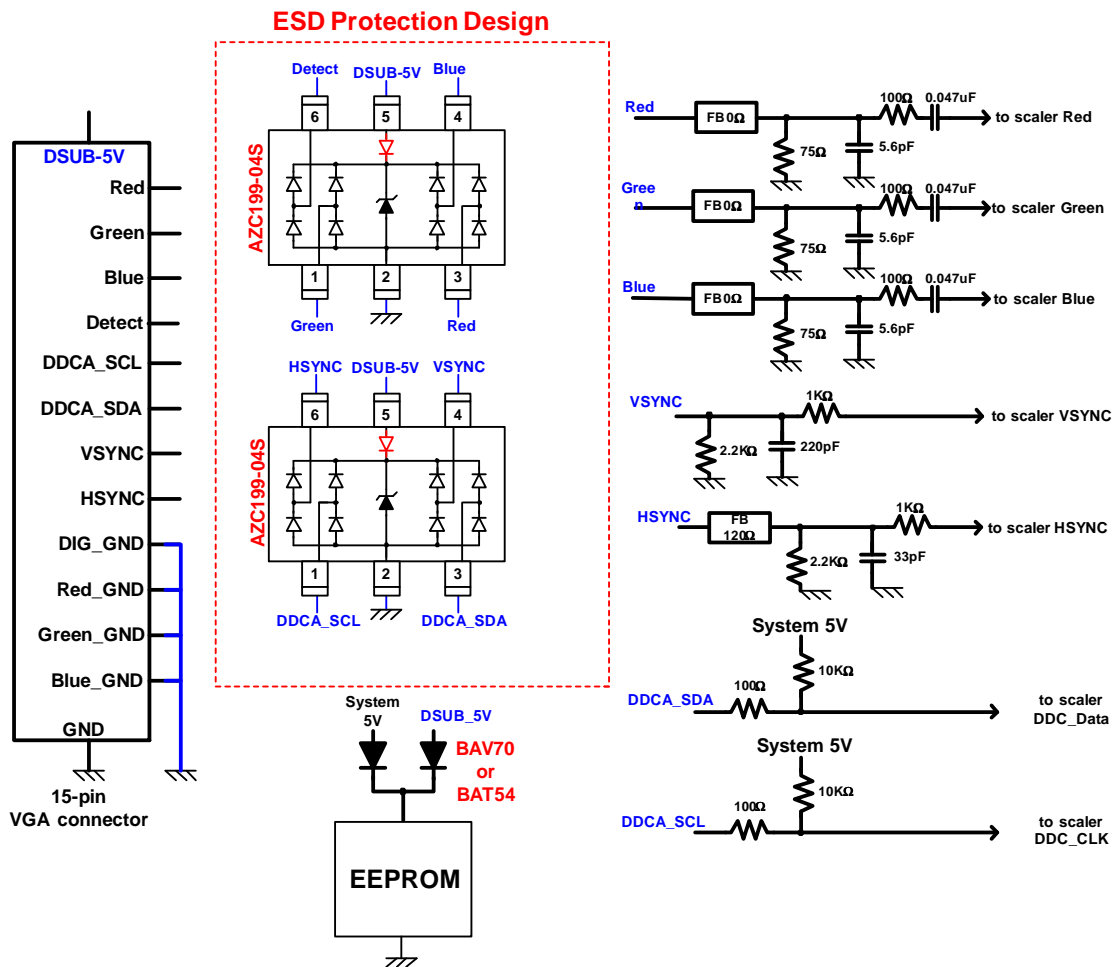 ESD Protection Design
DSUB-5V
Red
Green
Blue
Detect
DDCA_SCL
DDCA_SDA
VSYNC
HSYNC
DIG_GND
Red_GND
Green_GND
Blue_GND
GND
15-pin
VGA connector
Detect
DSUB-5V
Blue
6
5
4
AZC199-04S
1
2
3
Green
Red
HSYNC
DSUB-5V
VSYNC
6
5
4
AZC199-04S
1
2
3
DDCA_SCL
DDCA_SDA
System
5V
DSUB_5V
BAV70
or
BAT54
EEPROM
Red
FB0Ω
75Ω
5.6pF
100Ω
0.047uF
to scaler Red
Gree
n
FB0Ω
75Ω
5.6pF
100Ω
0.047uF
to scaler Green
Blue
FB0Ω
75Ω
5.6pF
100Ω
0.047uF
to scaler Blue
VSYNC
2.2KΩ
220pF
1KΩ
to scaler VSYNC
HSYNC
FB
120Ω
2.2KΩ
33pF
1KΩ
to scaler HSYNC
System 5V
10KΩ
DDCA_SDA
100Ω
to scaler
DDC_Data
System 5V
10KΩ
DDCA_SCL
100Ω
to scaler
DDC_CLK